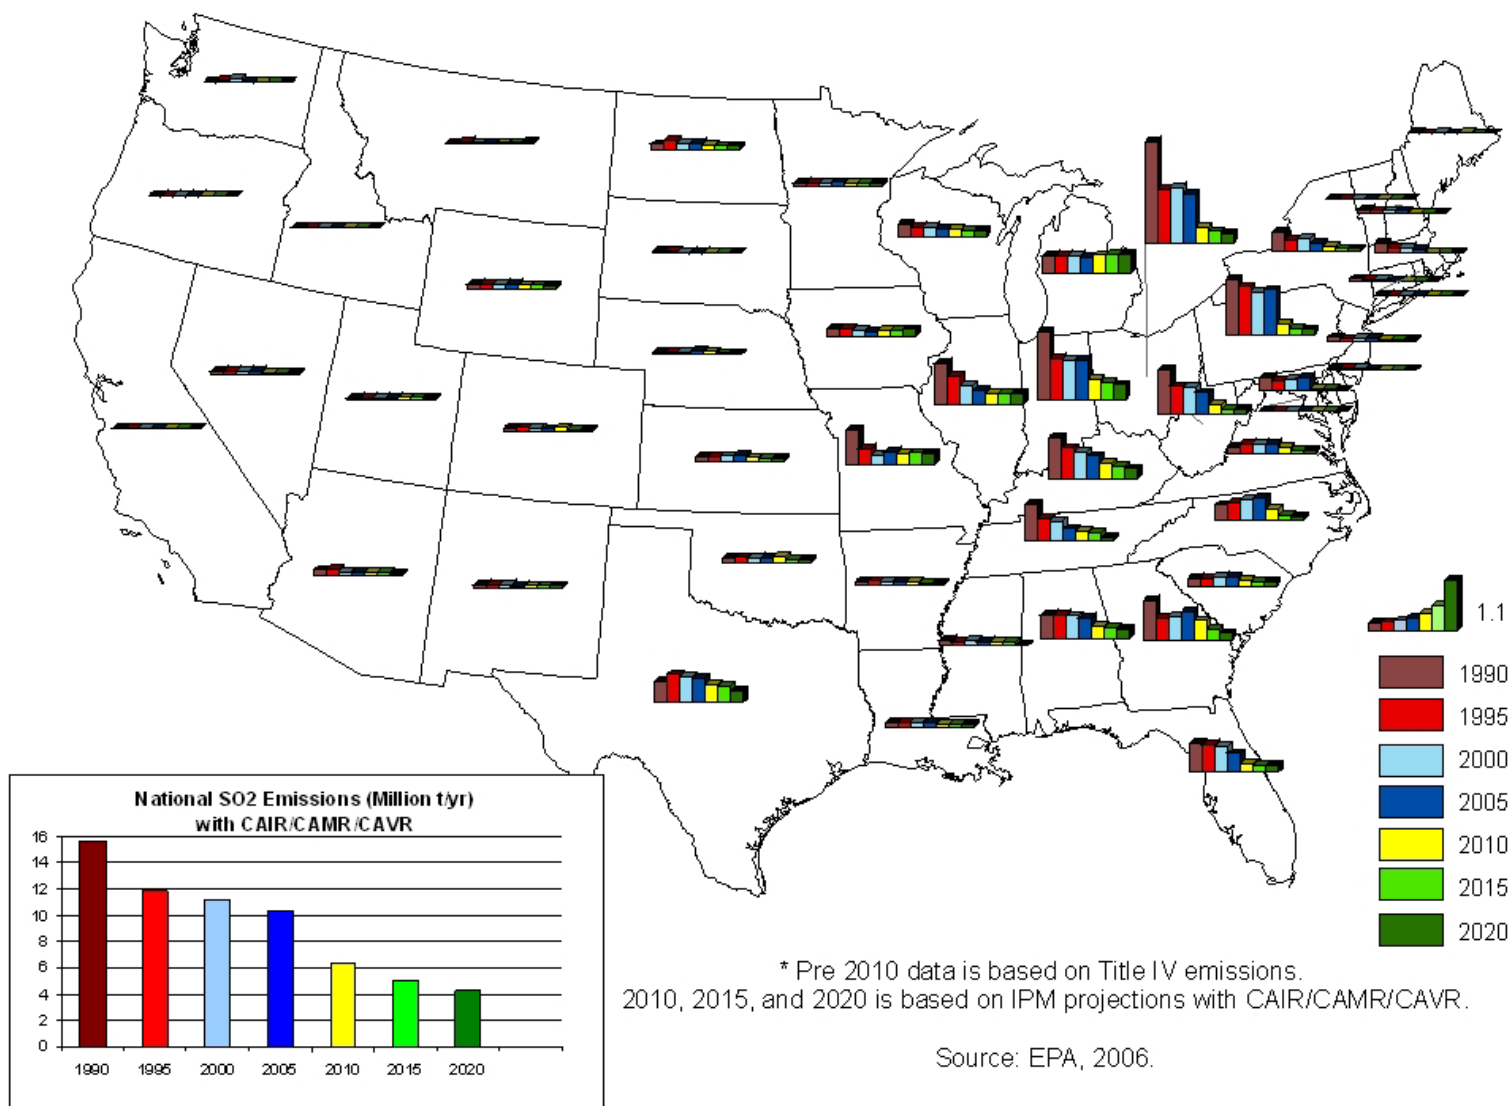 1.1
1990
1995
2000
2005
2010
2015
2020
National SO2 Emissions (Million t/yr)
with CAIR/CAMR/CAVR
16
14
12
10
8
6
4
2
0
1990 1995 2000 2005 2010 2015 2020
* Pre 2010 data is based on Title IV emissions.
2010, 2015, and 2020 is based on IPM projections with CAIR/CAMR/CAVR.
Source: EPA, 2006.